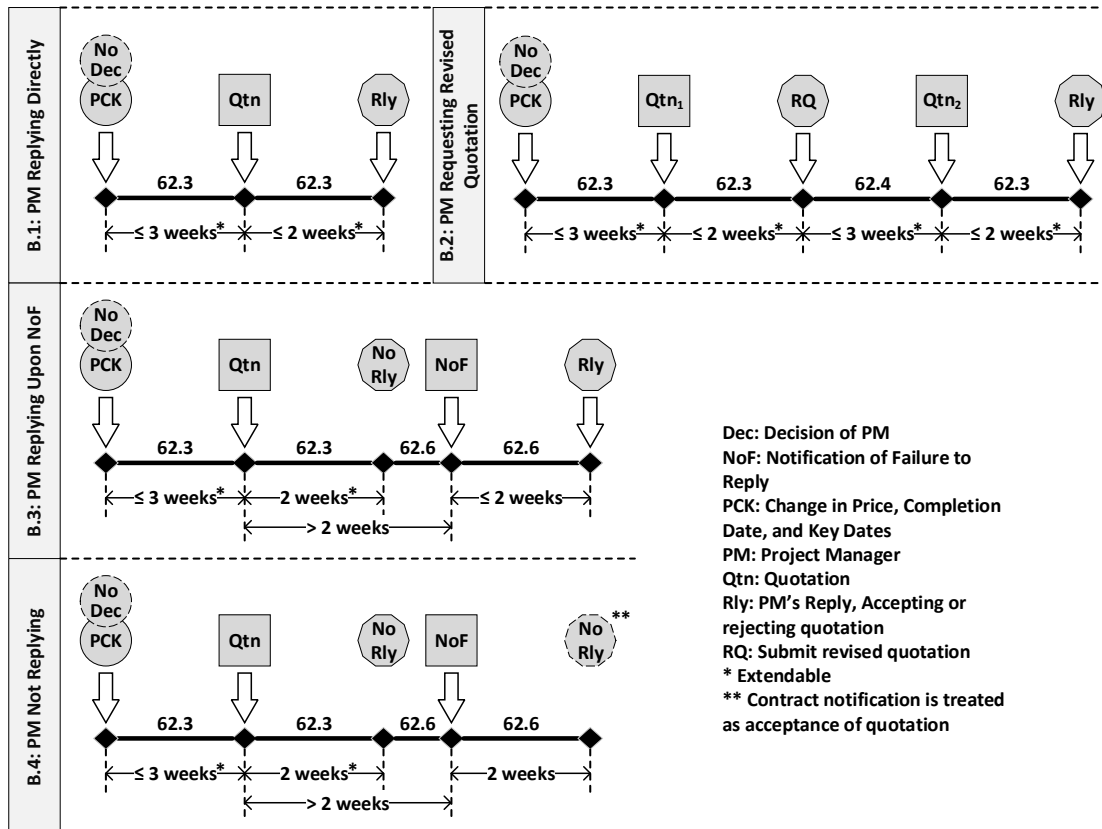 B.1: PM Replying Directly
No
Dec
PCK
Qtn
Rly
62.3
62.3
≤ 3 weeks*
≤ 2 weeks*
B.2: PM Requesting Revised
Quotation
No
Dec
PCK
Qtn₁
RQ
Qtn₂
Rly
62.3
62.3
62.4
62.3
≤ 3 weeks*
≤ 2 weeks*
≤ 3 weeks*
≤ 2 weeks*
B.3: PM Replying Upon NoF
No
Dec
PCK
Qtn
No
Rly
NoF
Rly
62.3
62.3
62.6
62.6
≤ 3 weeks*
2 weeks*
≤ 2 weeks
> 2 weeks
B.4: PM Not Replying
No
Dec
PCK
Qtn
No
Rly
NoF
No
Rly
**
62.3
62.3
62.6
62.6
≤ 3 weeks*
2 weeks*
2 weeks
> 2 weeks
Dec: Decision of PM
NoF: Notification of Failure to
Reply
PCK: Change in Price, Completion
Date, and Key Dates
PM: Project Manager
Qtn: Quotation
Rly: PM's Reply, Accepting or
rejecting quotation
RQ: Submit revised quotation
* Extendable
** Contract notification is treated
as acceptance of quotation